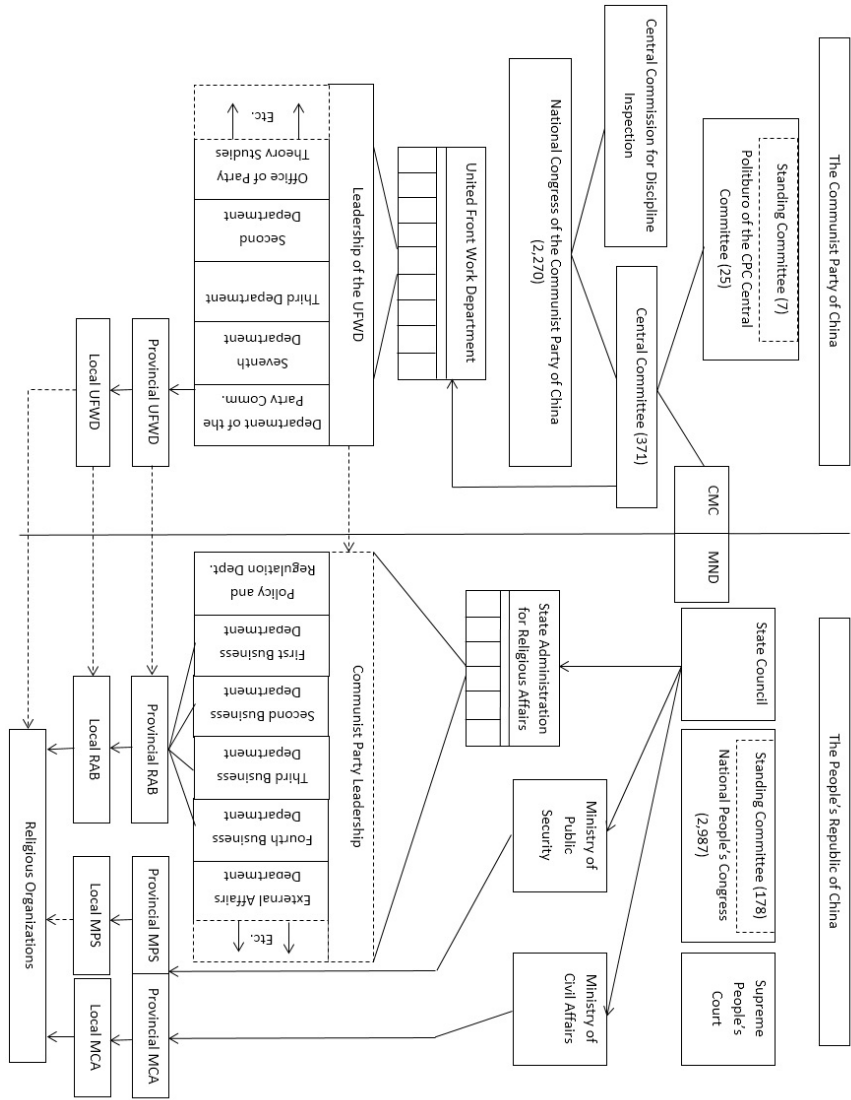 The Communist Party of China
The People's Republic of China
Standing Committee (7)
Politburo of the CPC Central
Committee (25)
CMC
MND
State Council
Standing Committee (178)
National People's Congress
(2,987)
Supreme
People's
Court
Central Commission for Discipline
Inspection
Central Committee (371)
National Congress of the Communist Party of China
(2,270)
Ministry of
Public
Security
Ministry of
Civil Affairs
United Front Work Department
State Administration
for Religious Affairs
Leadership of the UFWD
Communist Party Leadership
Etc.
Office of Party
Theory Studies
Second
Department
Third Department
Seventh
Department
Department of the
Party Comm.
Policy and
Regulation Dept.
First Business
Department
Second Business
Department
Third Business
Department
Fourth Business
Department
External Affairs
Department
Etc.
Provincial UFWD
Provincial RAB
Provincial MPS
Provincial MCA
Local UFWD
Local RAB
Local MPS
Local MCA
Religious Organizations